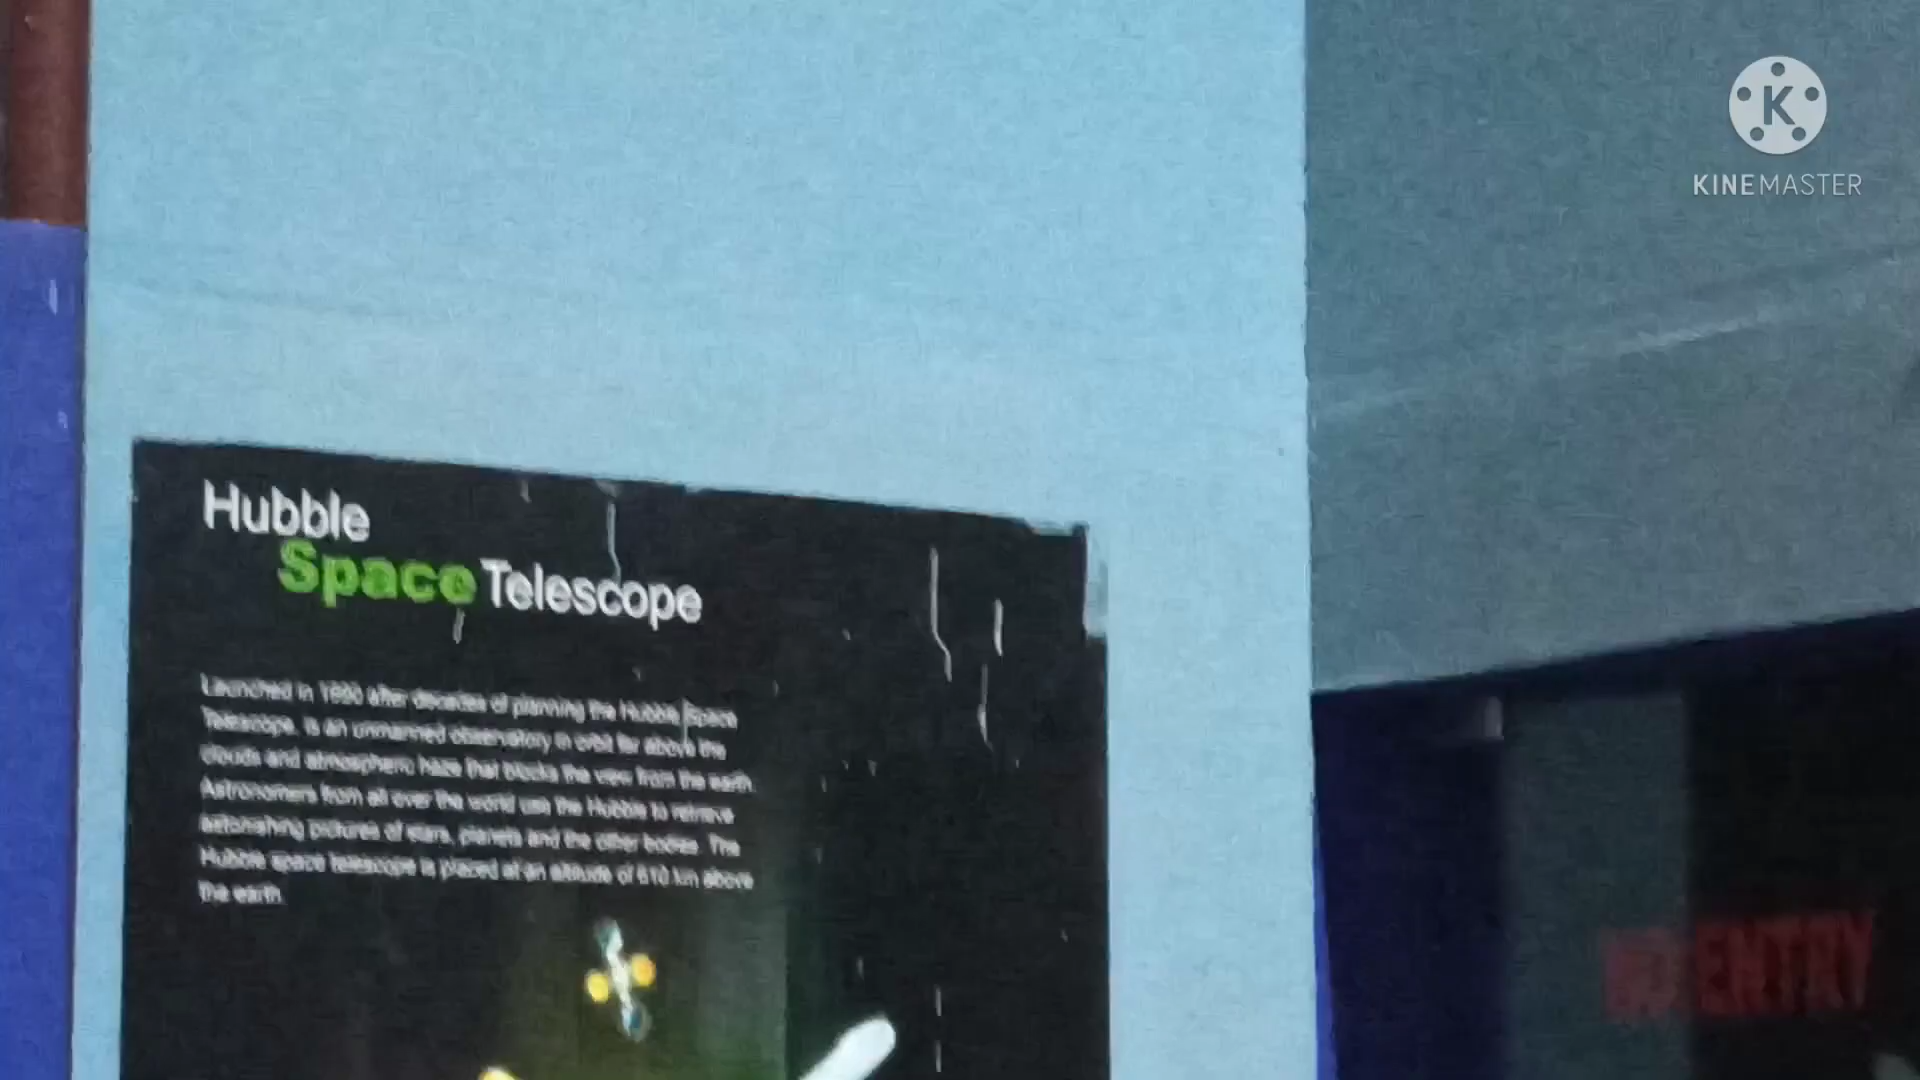 KINEMASTER
Hubble
Space Telescope
Launched in 1990 after decades of planning the Hubble Space
Telescope, is an unmanned observatory in orbit far above the
clouds and atmospheric haze that blocks the view from the earth.
Astronomers from all over the world use the Hubble to retrieve
astonishing pictures of stars, planets and the other bodies. The
Hubble space telescope is placed at an altitude of 610 km above
the earth.
NO ENTRY